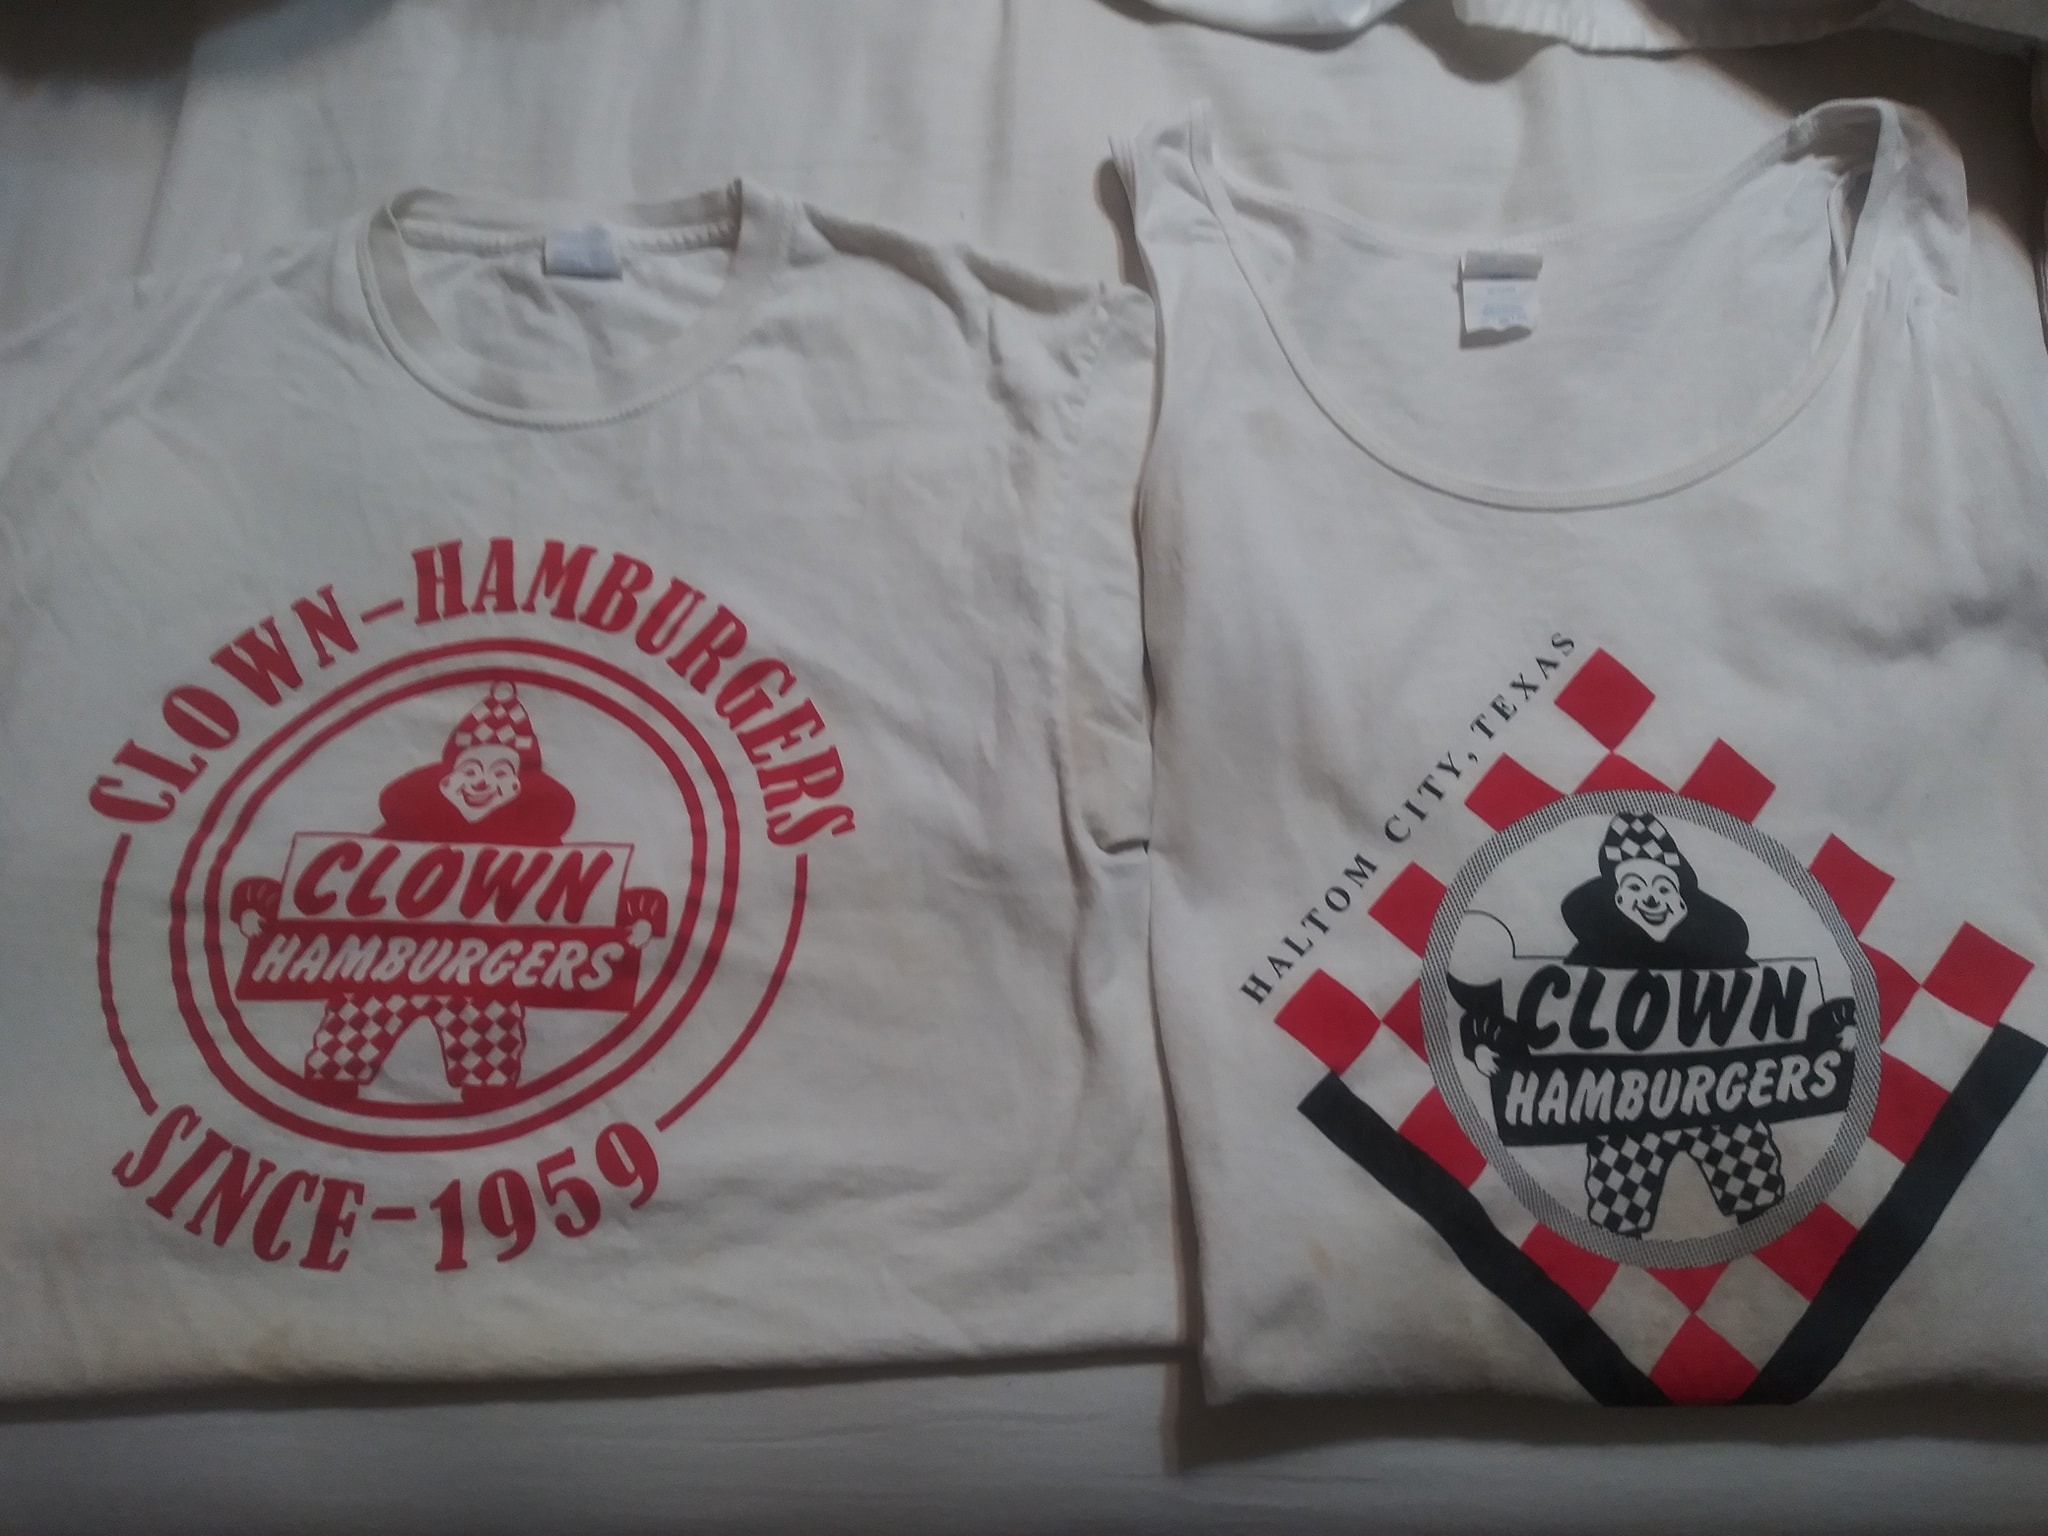 CLOWN-HAMBURGERS
CLOWN
HAMBURGERS
SINCE-1959
HALTOM CITY, TEXAS
CLOWN
HAMBURGERS